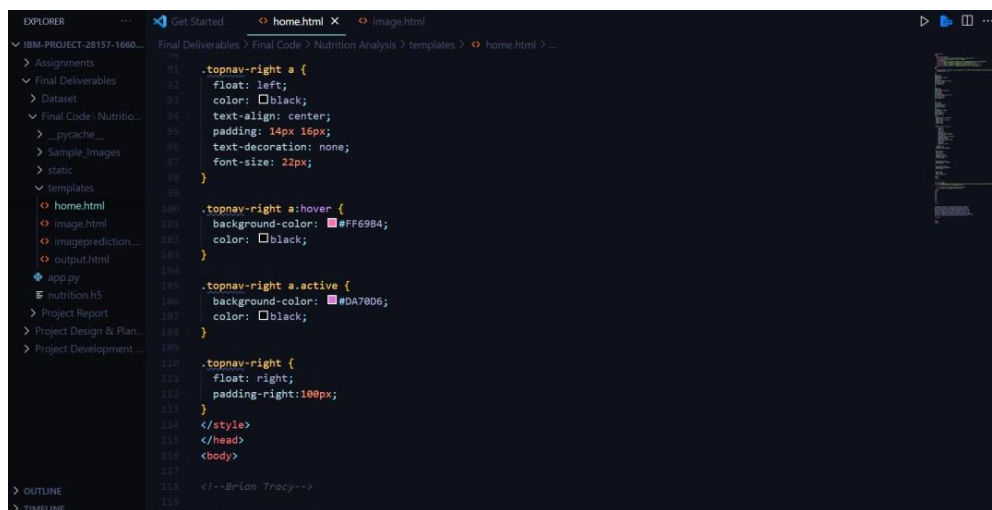 EXPLORER ...
Get Started
home.html
image.html
IBM-PROJECT-28157-1660...
Assignments
Final Deliverables
Dataset
Final Code \ Nutritio...
__pycache__
Sample_Images
static
templates
home.html
image.html
imageprediction....
output.html
app.py
nutrition.h5
Project Report
Project Design & Plan...
Project Development ...
OUTLINE
TIMELINE
Final Deliverables > Final Code > Nutrition Analysis > templates > home.html > ...
91 .topnav-right a {
92 float: left;
93 color: black;
94 text-align: center;
95 padding: 14px 16px;
96 text-decoration: none;
97 font-size: 22px;
98 }
99
100 .topnav-right a:hover {
101 background-color: #FF69B4;
102 color: black;
103 }
104
105 .topnav-right a.active {
106 background-color: #DA70D6;
107 color: black;
108 }
109
110 .topnav-right {
111 float: right;
112 padding-right:100px;
113 }
114 </style>
115 </head>
116 <body>
117
118 <!--Brian Tracy-->
119